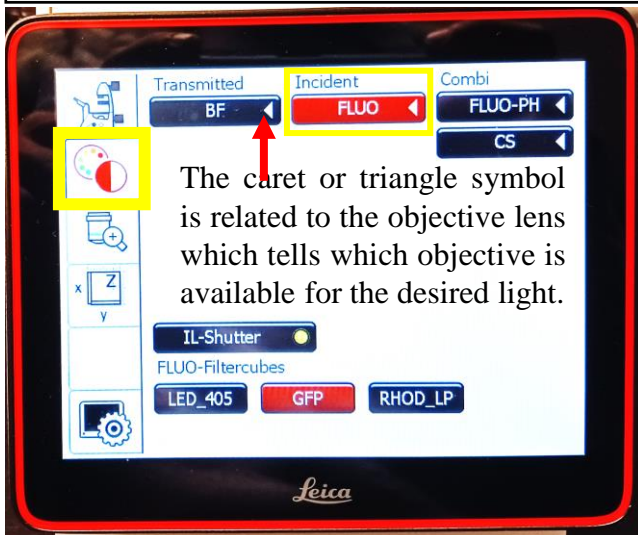 Transmitted
Incident
Combi
BF
FLUO
FLUO-PH
CS
The caret or triangle symbol
is related to the objective lens
which tells which objective is
available for the desired light.
x Z
y
IL-Shutter
FLUO-Filtercubes
LED_405
GFP
RHOD_LP
Leica